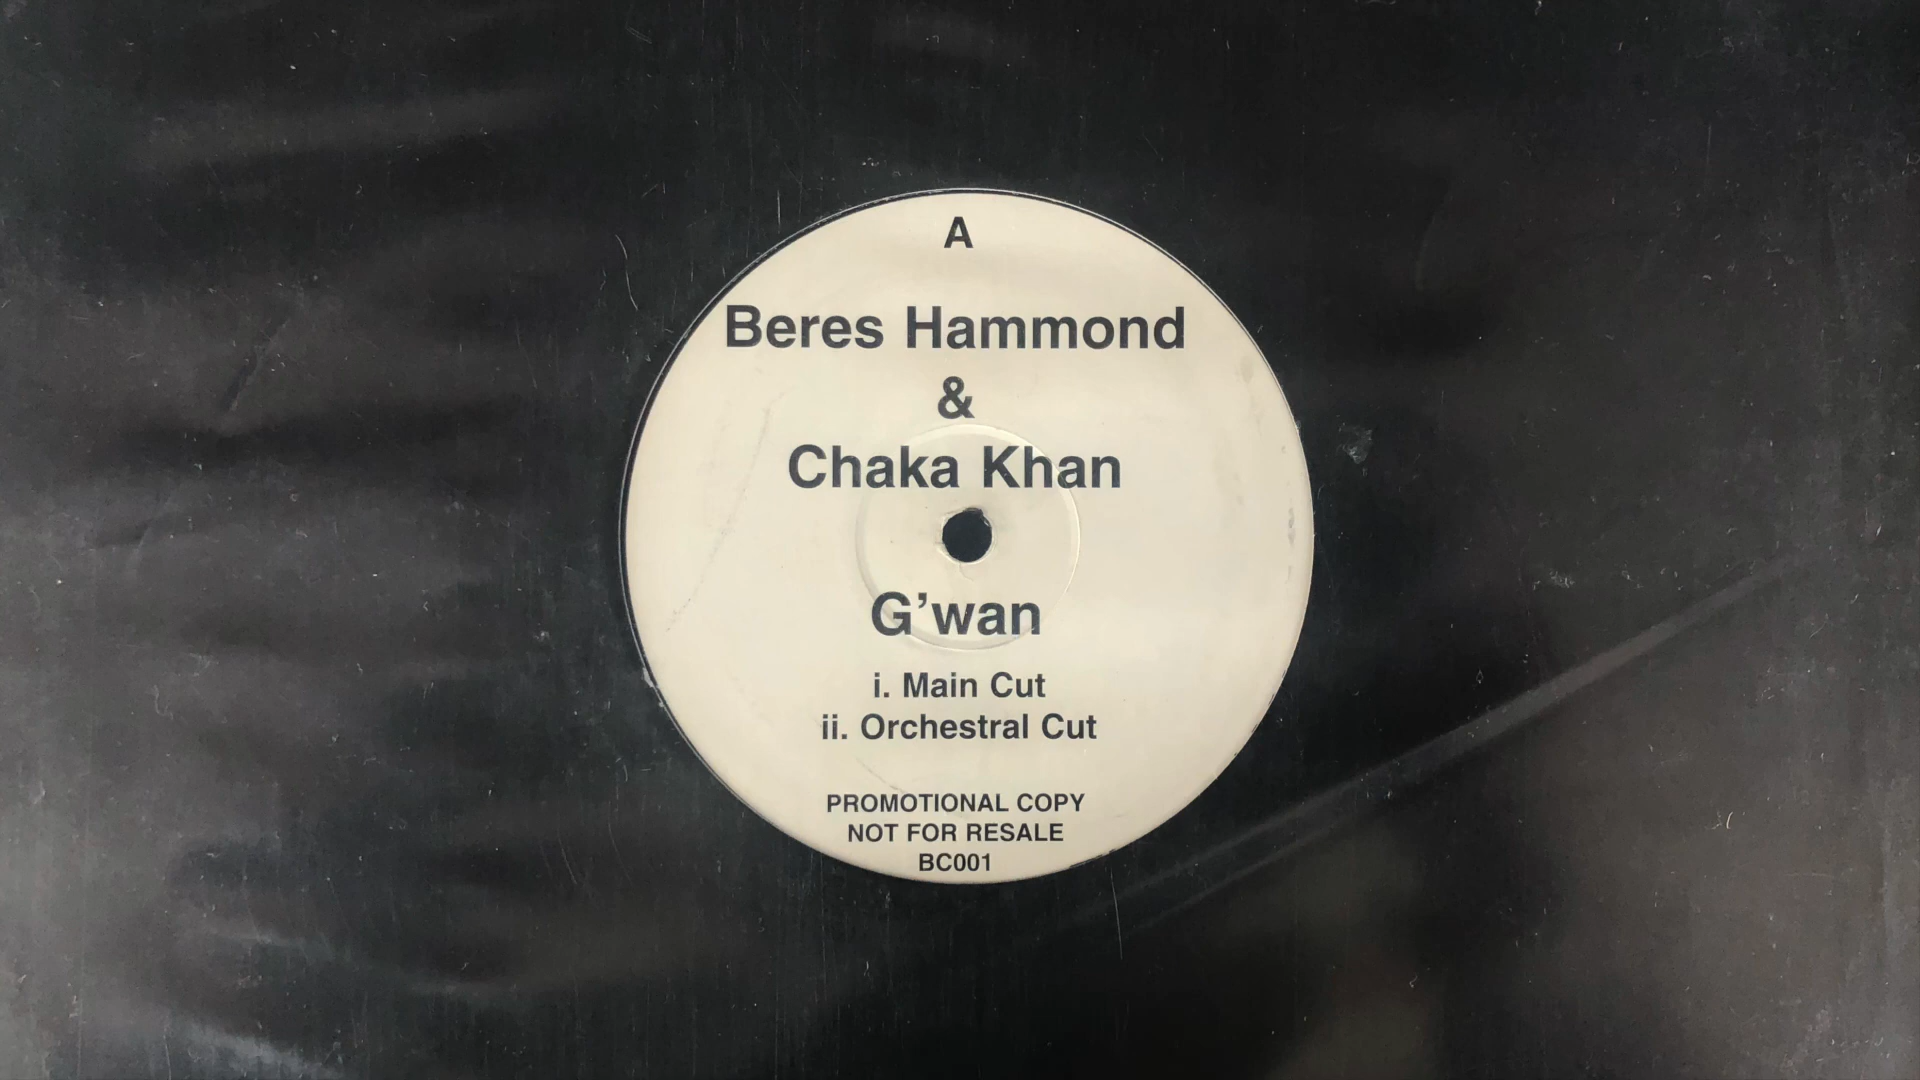 A
Beres Hammond
&
Chaka Khan
G’wan
i. Main Cut
ii. Orchestral Cut
PROMOTIONAL COPY
NOT FOR RESALE
BC001